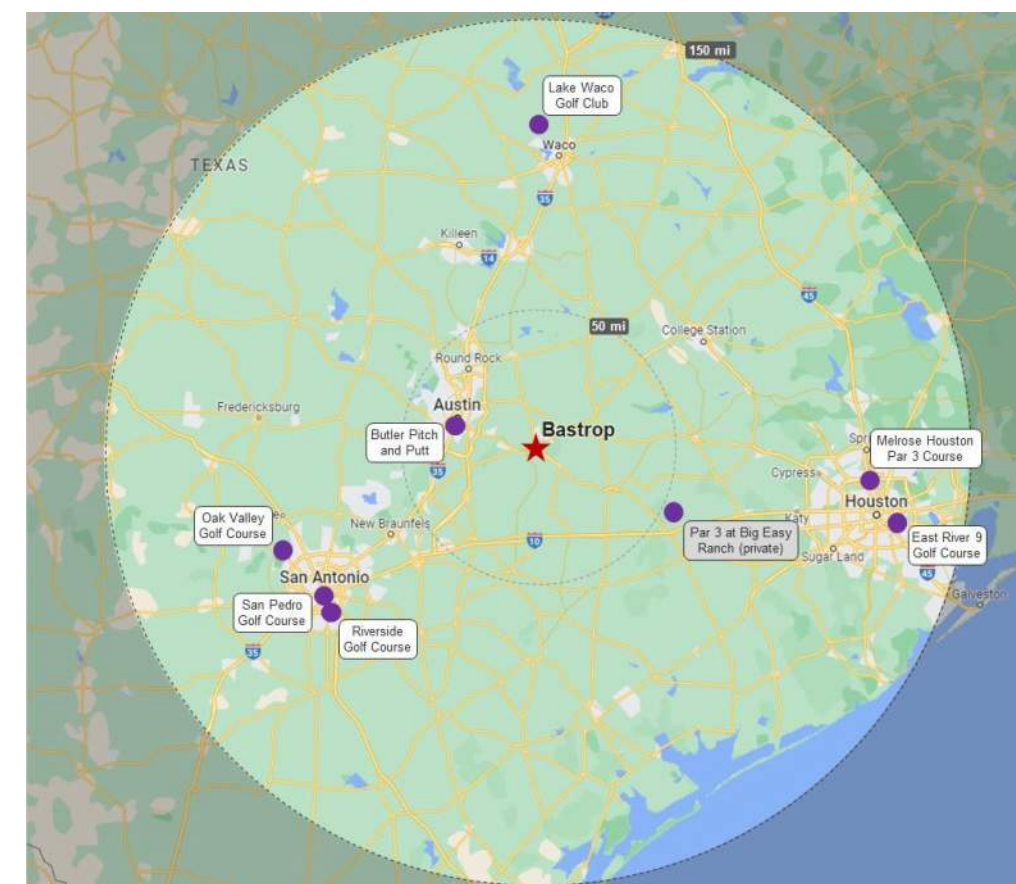 150 mi
Lake Waco
Golf Club
Waco
TEXAS
35
Killeen
14
45
50 mi
College Station
Round Rock
Fredericksburg
Austin
Bastrop
Butler Pitch
and Putt
35
Melrose Houston
Par 3 Course
Cypress
Houston
Oak Valley
Golf Course
New Braunfels
Katy
Par 3 at Big Easy
Ranch (private)
10
East River 9
Golf Course
Sugar Land
45
San Antonio
Galveston
San Pedro
Golf Course
Riverside
Golf Course
35